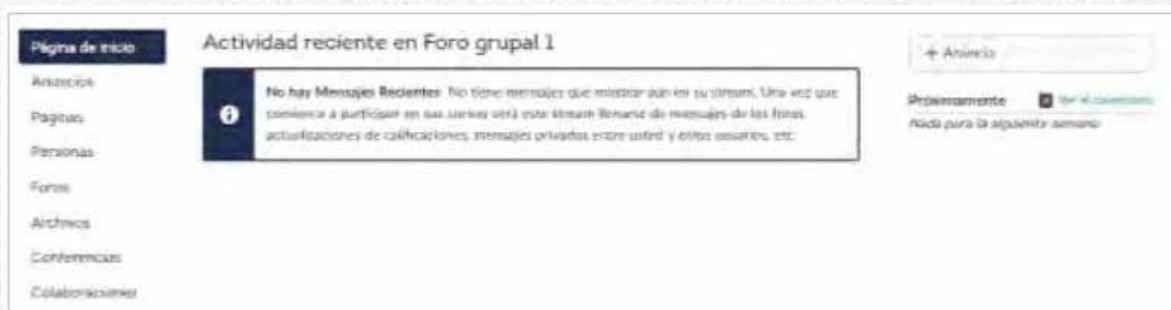 Página de inicio
Anuncios
Páginas
Personas
Foros
Archivos
Conferencias
Colaboraciones
Actividad reciente en Foro grupal 1
No hay Mensajes Recientes No tiene mensajes que mostrar aún en su stream. Una vez que
comience a participar en sus cursos verá este stream llenarse de mensajes de los foros,
actualizaciones de calificaciones, mensajes privados entre usted y otros usuarios, etc.
+ Anuncio
Próximamente Ver el calendario
Nada para la siguiente semana